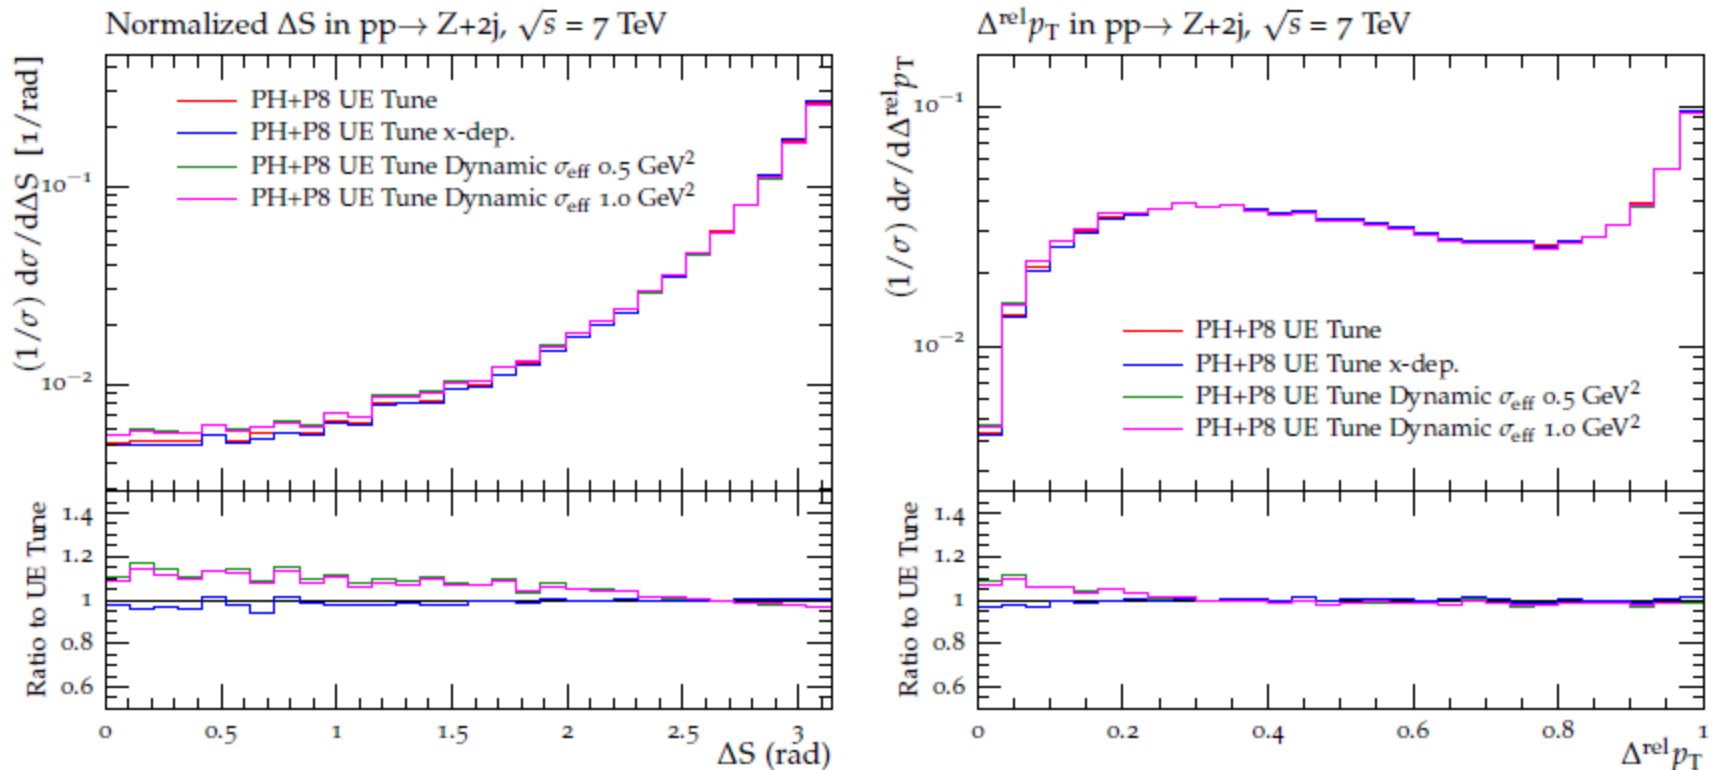 Normalized ΔS in pp→ Z+2j, √s = 7 TeV
(1/σ) dσ/dΔS [1/rad]
10⁻¹
10⁻²
PH+P8 UE Tune
PH+P8 UE Tune x-dep.
PH+P8 UE Tune Dynamic σ_eff 0.5 GeV²
PH+P8 UE Tune Dynamic σ_eff 1.0 GeV²
Ratio to UE Tune
1.4
1.2
1
0.8
0.6
0 0.5 1 1.5 2 2.5 3
ΔS (rad)
Δ^rel p_T in pp→ Z+2j, √s = 7 TeV
(1/σ) dσ/dΔ^rel p_T
10⁻¹
10⁻²
PH+P8 UE Tune
PH+P8 UE Tune x-dep.
PH+P8 UE Tune Dynamic σ_eff 0.5 GeV²
PH+P8 UE Tune Dynamic σ_eff 1.0 GeV²
Ratio to UE Tune
1.4
1.2
1
0.8
0.6
0 0.2 0.4 0.6 0.8 1
Δ^rel p_T